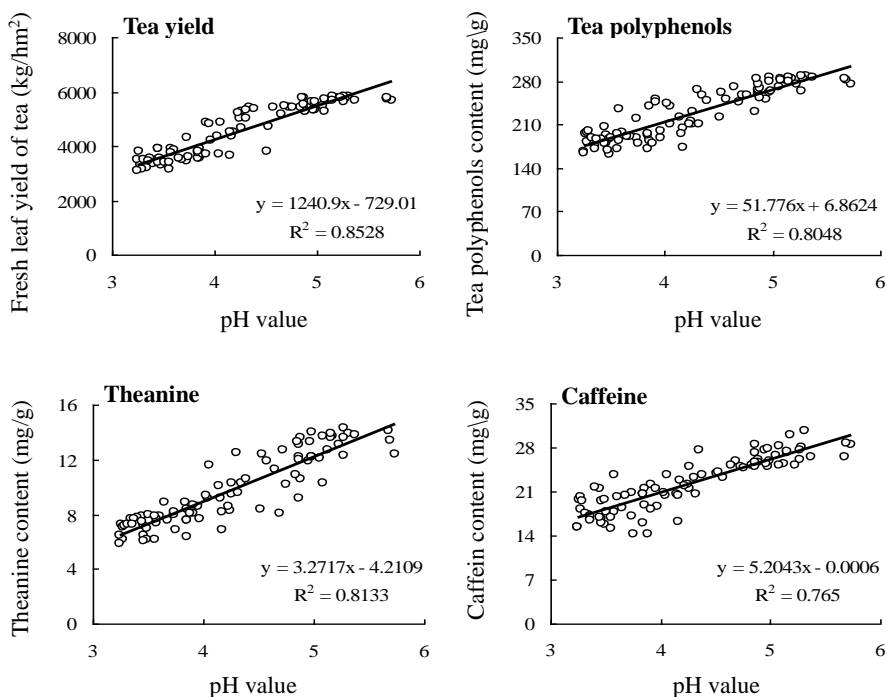 Tea yield
Fresh leaf yield of tea (kg/hm²)
8000
6000
4000
2000
0
y = 1240.9x - 729.01
R² = 0.8528
3 4 5 6
pH value
Tea polyphenols
Tea polyphenols content (mg\g)
350
280
210
140
70
0
y = 51.776x + 6.8624
R² = 0.8048
3 4 5 6
pH value
Theanine
Theanine content (mg/g)
16
12
8
4
0
y = 3.2717x - 4.2109
R² = 0.8133
3 4 5 6
pH value
Caffeine
Caffein content (mg\g)
35
28
21
14
7
0
y = 5.2043x - 0.0006
R² = 0.765
3 4 5 6
pH value